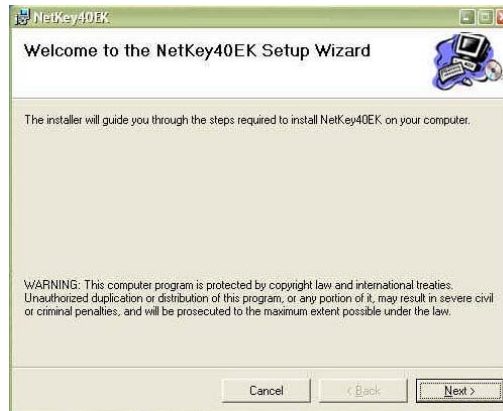 NetKey40EK
Welcome to the NetKey40EK Setup Wizard
The installer will guide you through the steps required to install NetKey40EK on your computer.
WARNING: This computer program is protected by copyright law and international treaties.
Unauthorized duplication or distribution of this program, or any portion of it, may result in severe civil
or criminal penalties, and will be prosecuted to the maximum extent possible under the law.
Cancel
< Back
Next >